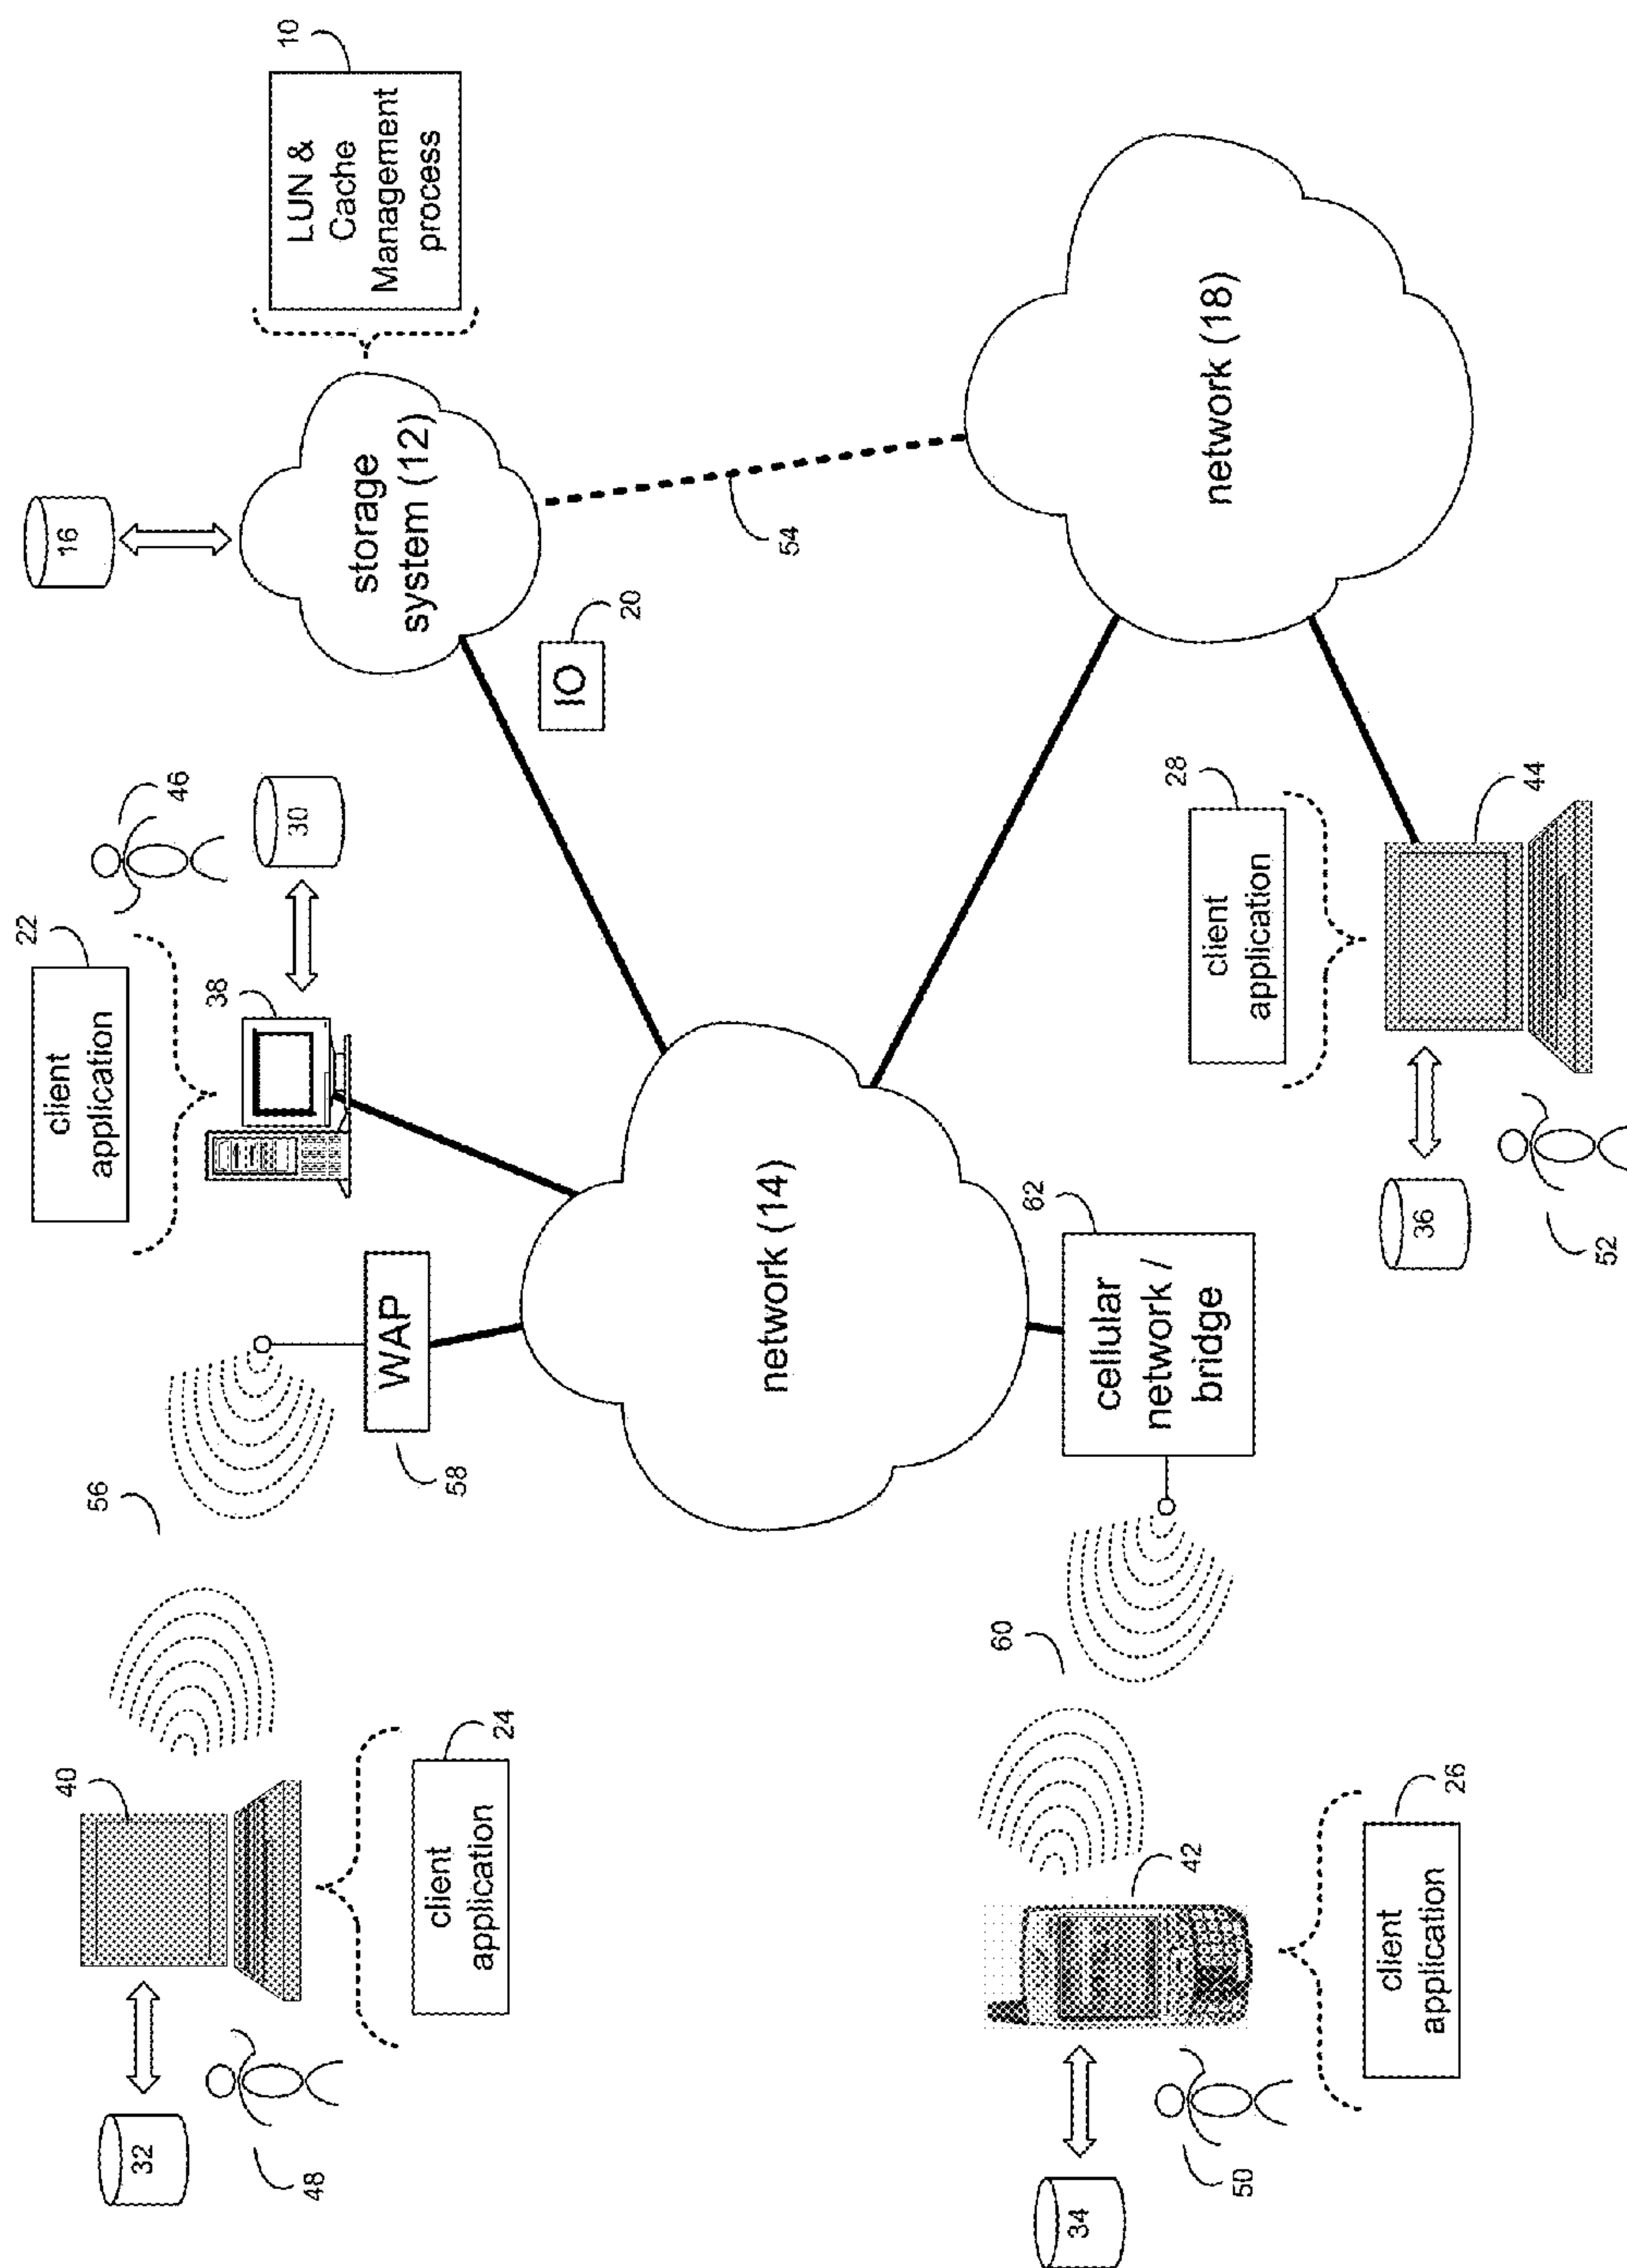 32
48
40
client
application
24
56
WAP
58
client
application
22
38
46
30
16
storage
system (12)
LUN &
Cache
Management
process
10
IO
20
54
network (14)
network (18)
34
50
42
client
application
26
60
cellular
network /
bridge
62
client
application
28
44
36
52